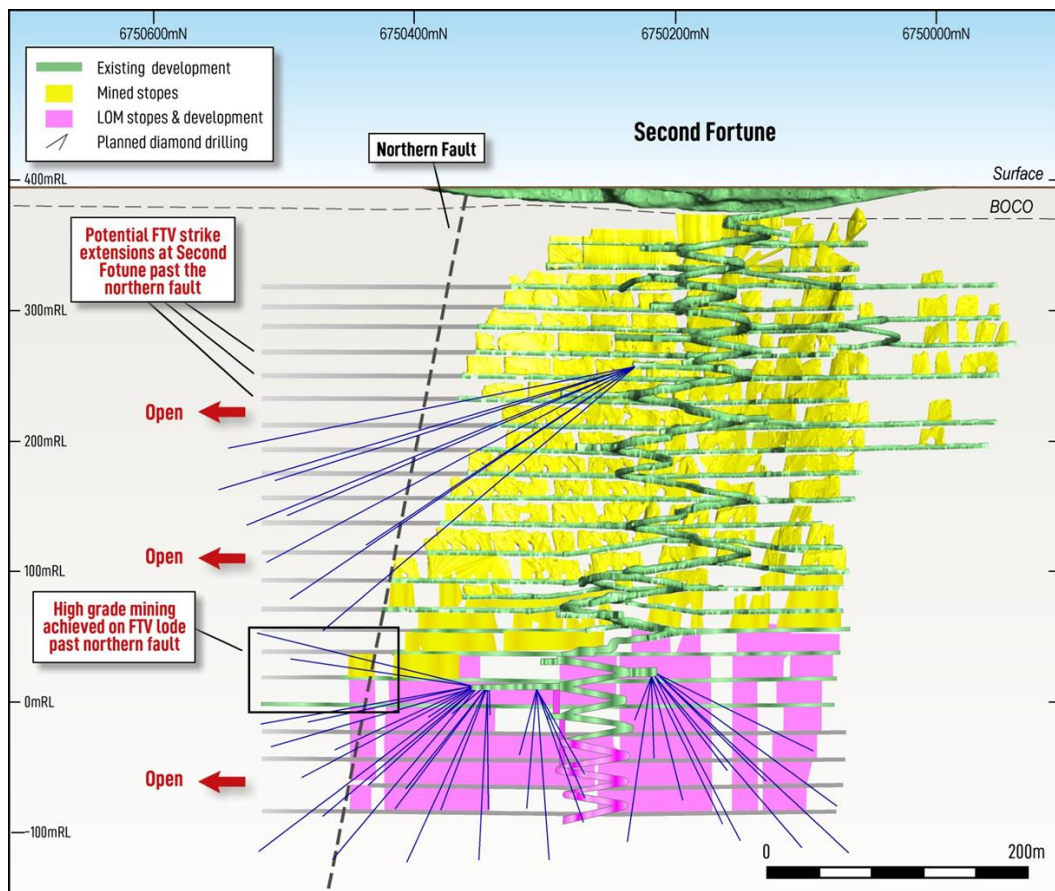 6750600mN
6750400mN
6750200mN
6750000mN
Existing development
Mined stopes
LOM stopes & development
Planned diamond drilling
Second Fortune
Northern Fault
400mRL
Surface
BOCO
Potential FTV strike
extensions at Second
Fotune past the
northern fault
300mRL
Open
200mRL
Open
100mRL
High grade mining
achieved on FTV lode
past northern fault
0mRL
Open
-100mRL
0
200m